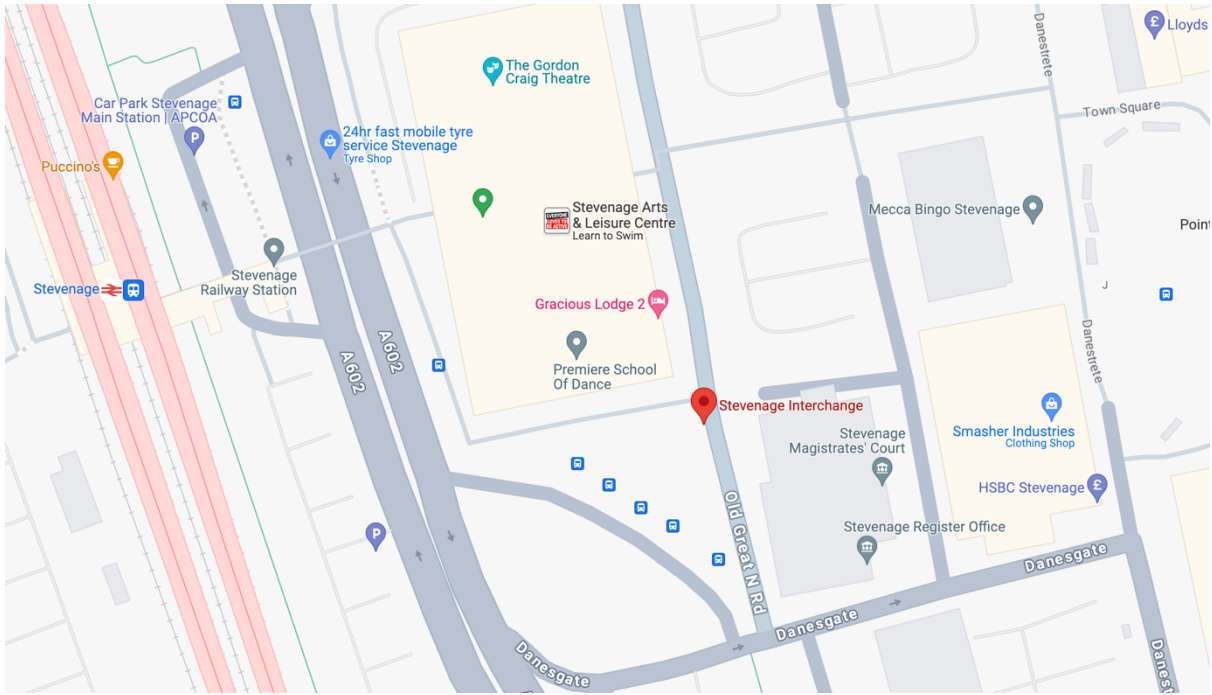 Danestrete
Lloyds
The Gordon
Craig Theatre
Car Park Stevenage
Main Station | APCOA
P
24hr fast mobile tyre
service Stevenage
Tyre Shop
Town Square
Puccino's
Stevenage Arts
& Leisure Centre
Learn to Swim
Mecca Bingo Stevenage
Point
Stevenage
Railway Station
Stevenage
J
Gracious Lodge 2
A602
A602
Danestrete
Premiere School
Of Dance
Stevenage Interchange
Stevenage
Magistrates' Court
Smasher Industries
Clothing Shop
HSBC Stevenage
P
Old Great N Rd
Stevenage Register Office
Danesgate
Danesgate
Danesgate
Danestrete